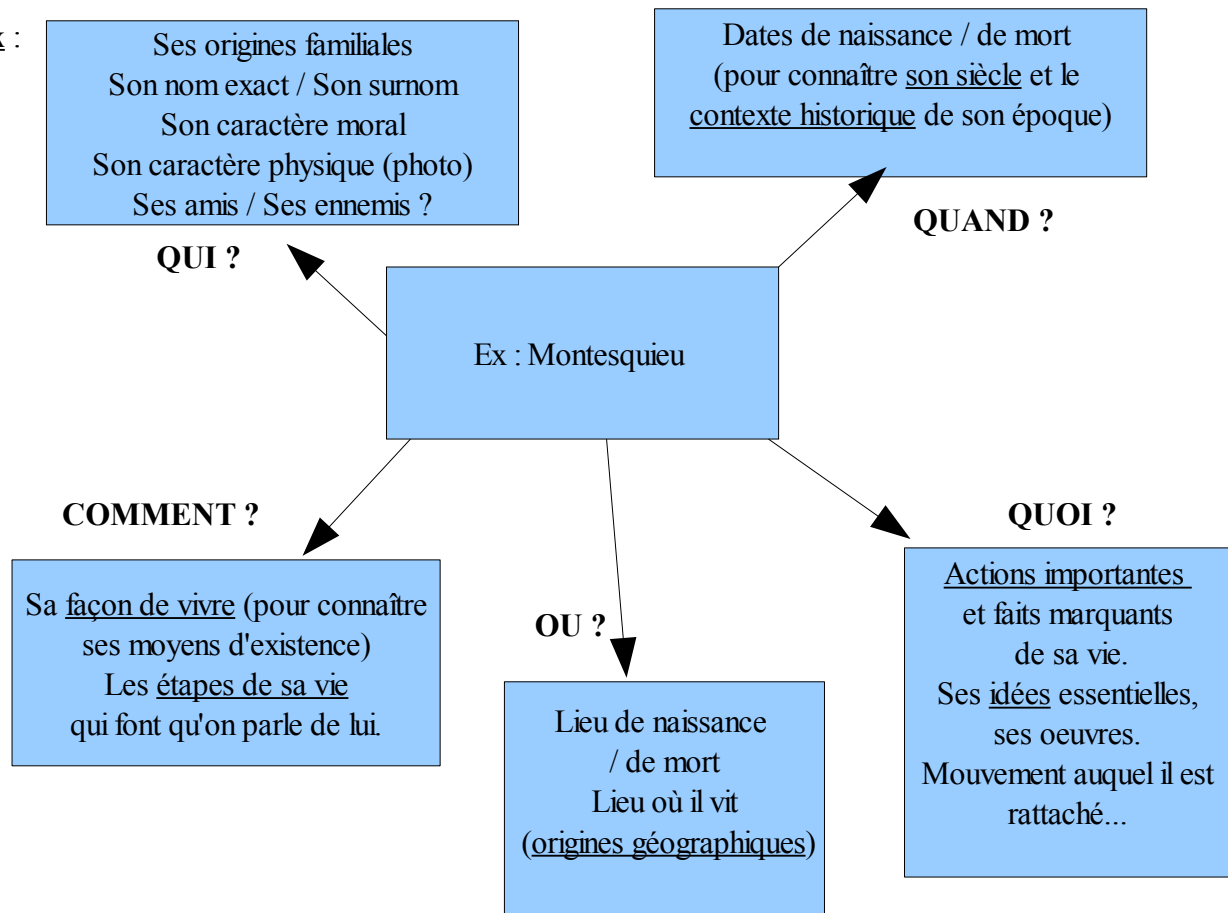 x :
Ses origines familiales
Son nom exact / Son surnom
Son caractère moral
Son caractère physique (photo)
Ses amis / Ses ennemis ?
QUI ?
Dates de naissance / de mort
(pour connaître son siècle et le
contexte historique de son époque)
QUAND ?
Ex : Montesquieu
COMMENT ?
Sa façon de vivre (pour connaître
ses moyens d'existence)
Les étapes de sa vie
qui font qu'on parle de lui.
OU ?
Lieu de naissance
/ de mort
Lieu où il vit
(origines géographiques)
QUOI ?
Actions importantes
et faits marquants
de sa vie.
Ses idées essentielles,
ses oeuvres.
Mouvement auquel il est
rattaché...